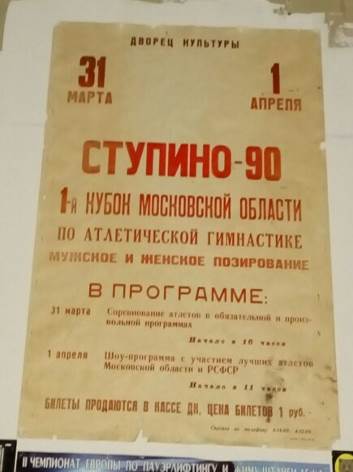 ДВОРЕЦ КУЛЬТУРЫ
31 1
МАРТА АПРЕЛЯ
СТУПИНО-90
1-й КУБОК МОСКОВСКОЙ ОБЛАСТИ
ПО АТЛЕТИЧЕСКОЙ ГИМНАСТИКЕ
МУЖСКОЕ И ЖЕНСКОЕ ПОЗИРОВАНИЕ
В ПРОГРАММЕ:
31 марта Соревнование атлетов в обязательной и произ-
вольной программах
Начало в 16 часов
1 апреля Шоу-программа с участием лучших атлетов
Московской области и РСФСР
Начало в 11 часов
БИЛЕТЫ ПРОДАЮТСЯ В КАССЕ ДК, ЦЕНА БИЛЕТОВ 1 руб.
II ЧЕМПИОНАТ ЕВРОПЫ ПО ПАУЭРЛИФТИНГУ И